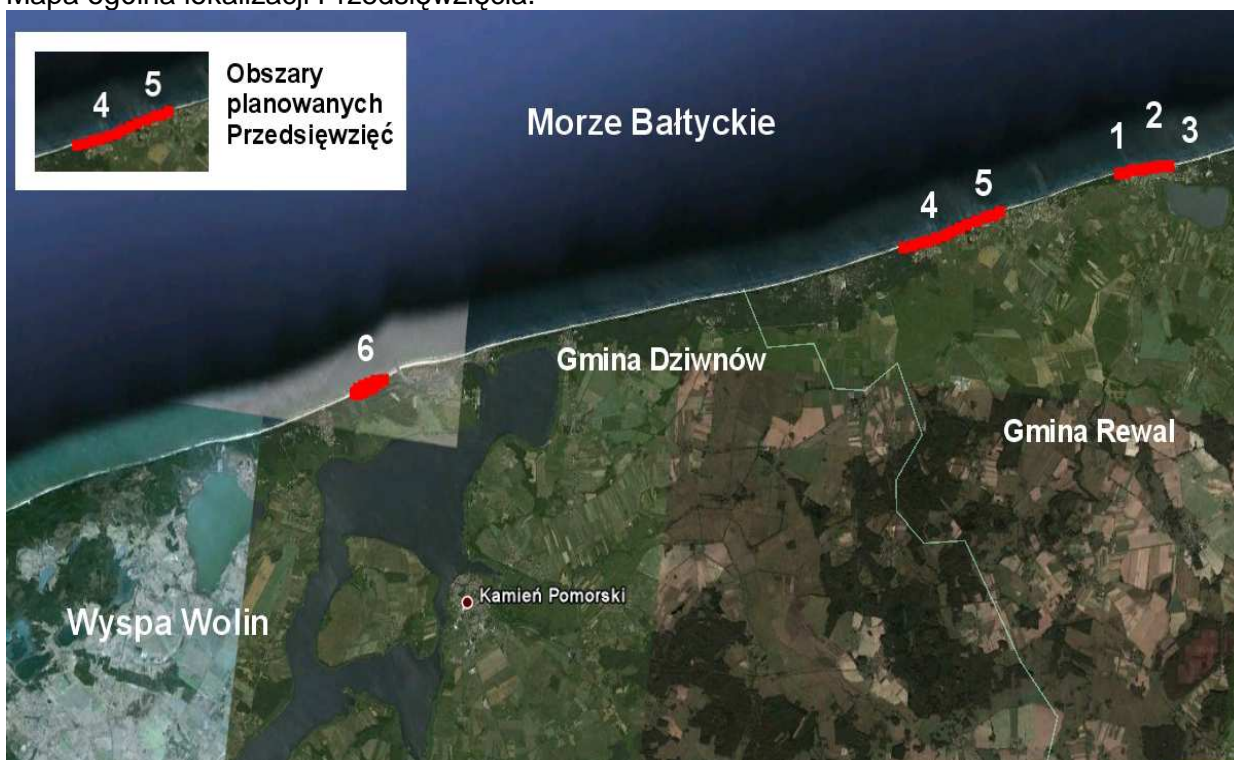 Mapa ogólna lokalizacji Przedsięwzięcia.
4 5
Obszary
planowanych
Przedsięwzięć
Morze Bałtyckie
1 2 3
4 5
6
Gmina Dziwnów
Gmina Rewal
Kamień Pomorski
Wyspa Wolin